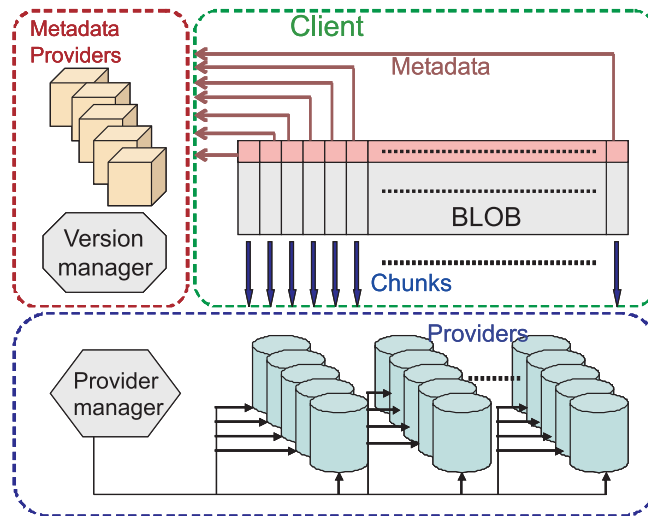 Metadata
Providers
Client
Metadata
BLOB
Version
manager
Chunks
Providers
Provider
manager